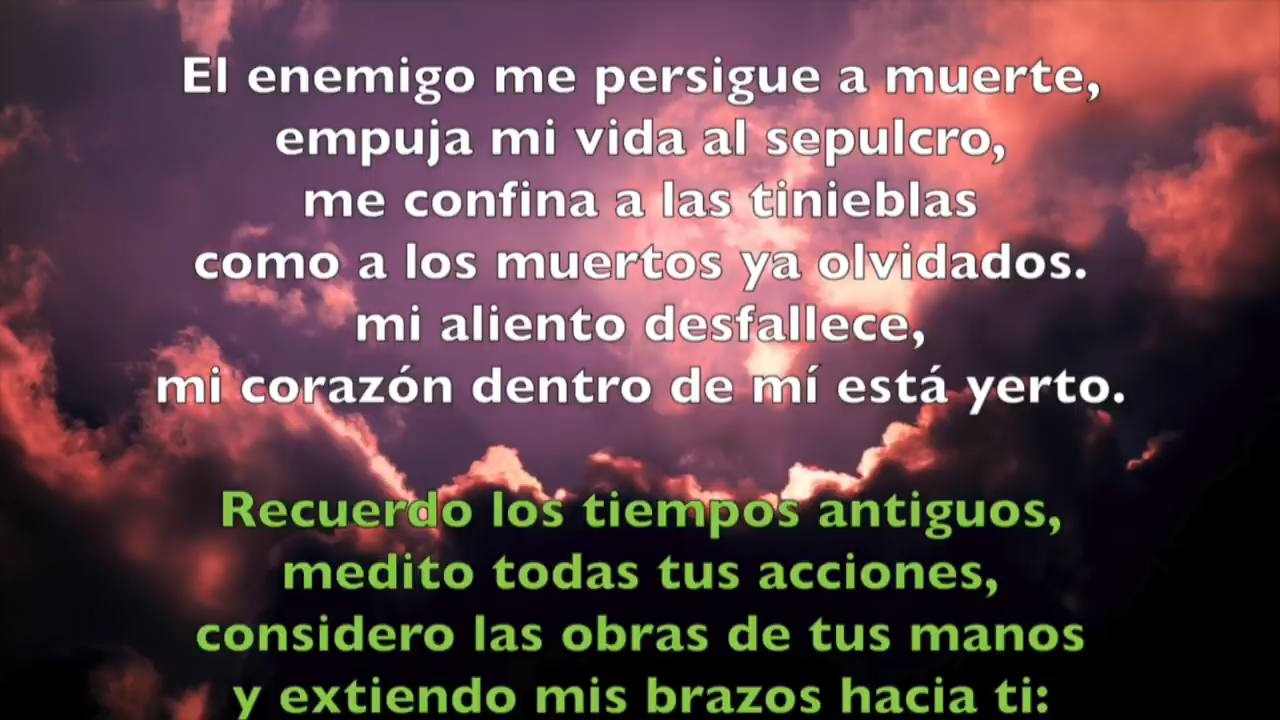 El enemigo me persigue a muerte,
empuja mi vida al sepulcro,
me confina a las tinieblas
como a los muertos ya olvidados.
mi aliento desfallece,
mi corazón dentro de mí está yerto.
Recuerdo los tiempos antiguos,
medito todas tus acciones,
considero las obras de tus manos
y extiendo mis brazos hacia ti: